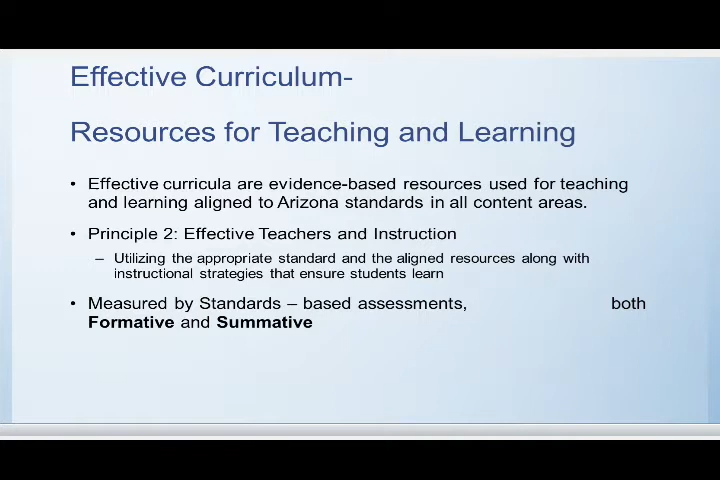 Effective Curriculum-
Resources for Teaching and Learning
• Effective curricula are evidence-based resources used for teaching
and learning aligned to Arizona standards in all content areas.
• Principle 2: Effective Teachers and Instruction
– Utilizing the appropriate standard and the aligned resources along with
instructional strategies that ensure students learn
• Measured by Standards – based assessments, both
Formative and Summative